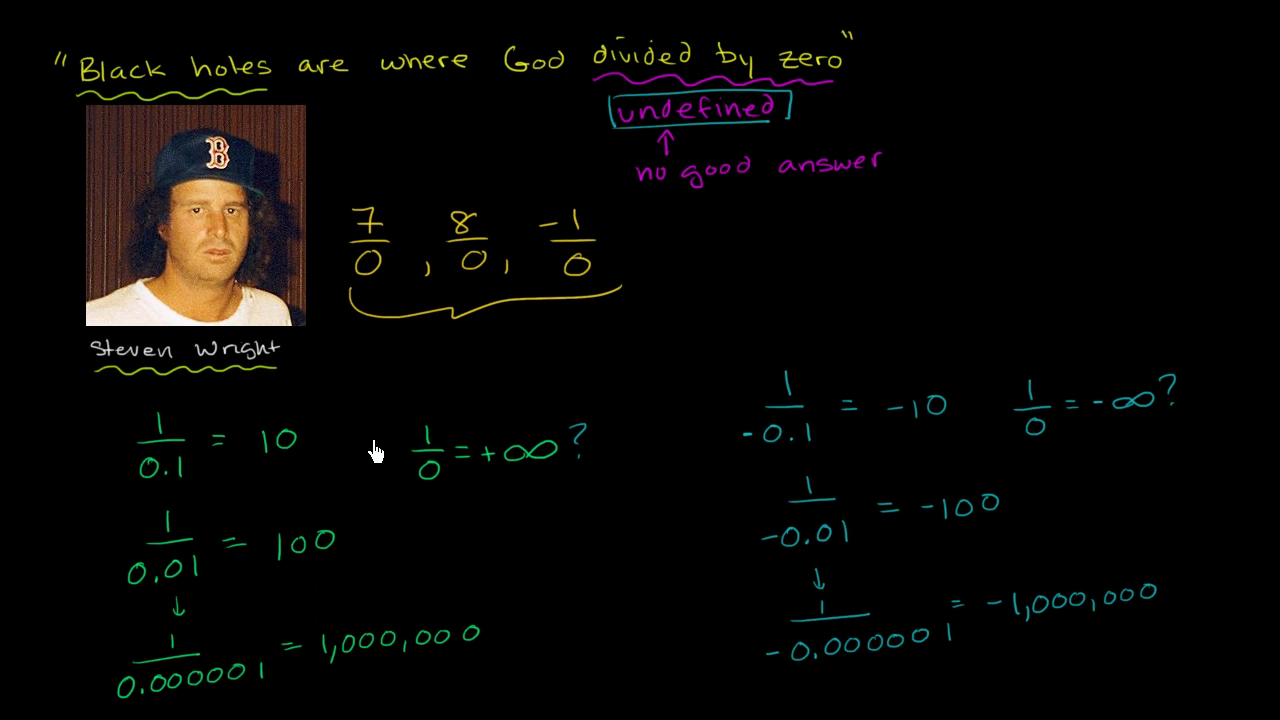 "Black holes are where God divided by zero"
undefined
↑
no good answer
B
7/0 , 8/0 , -1/0
Steven Wright
1/0.1 = 10
1/0 = +∞?
1/0.01 = 100
↓
1/0.000001 = 1,000,000
1/-0.1 = -10
1/0 = -∞?
1/-0.01 = -100
↓
1/-0.000001 = -1,000,000